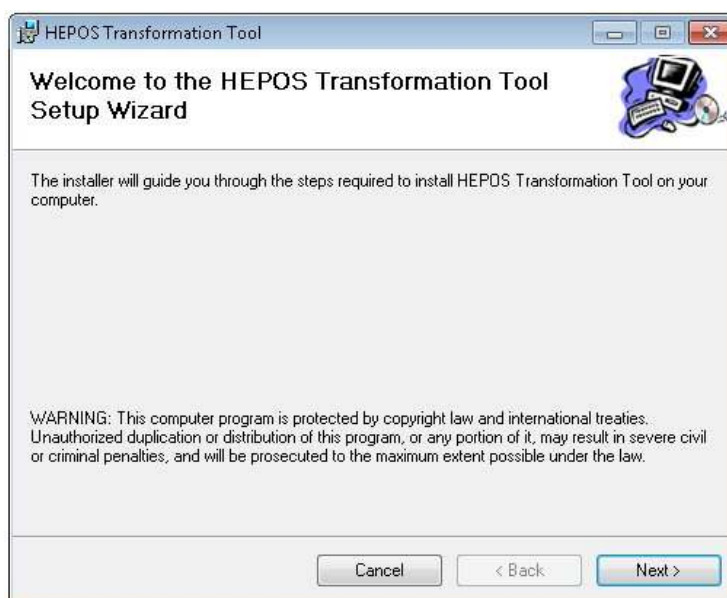 HEPOS Transformation Tool
Welcome to the HEPOS Transformation Tool
Setup Wizard
The installer will guide you through the steps required to install HEPOS Transformation Tool on your
computer.
WARNING: This computer program is protected by copyright law and international treaties.
Unauthorized duplication or distribution of this program, or any portion of it, may result in severe civil
or criminal penalties, and will be prosecuted to the maximum extent possible under the law.
Cancel < Back Next >